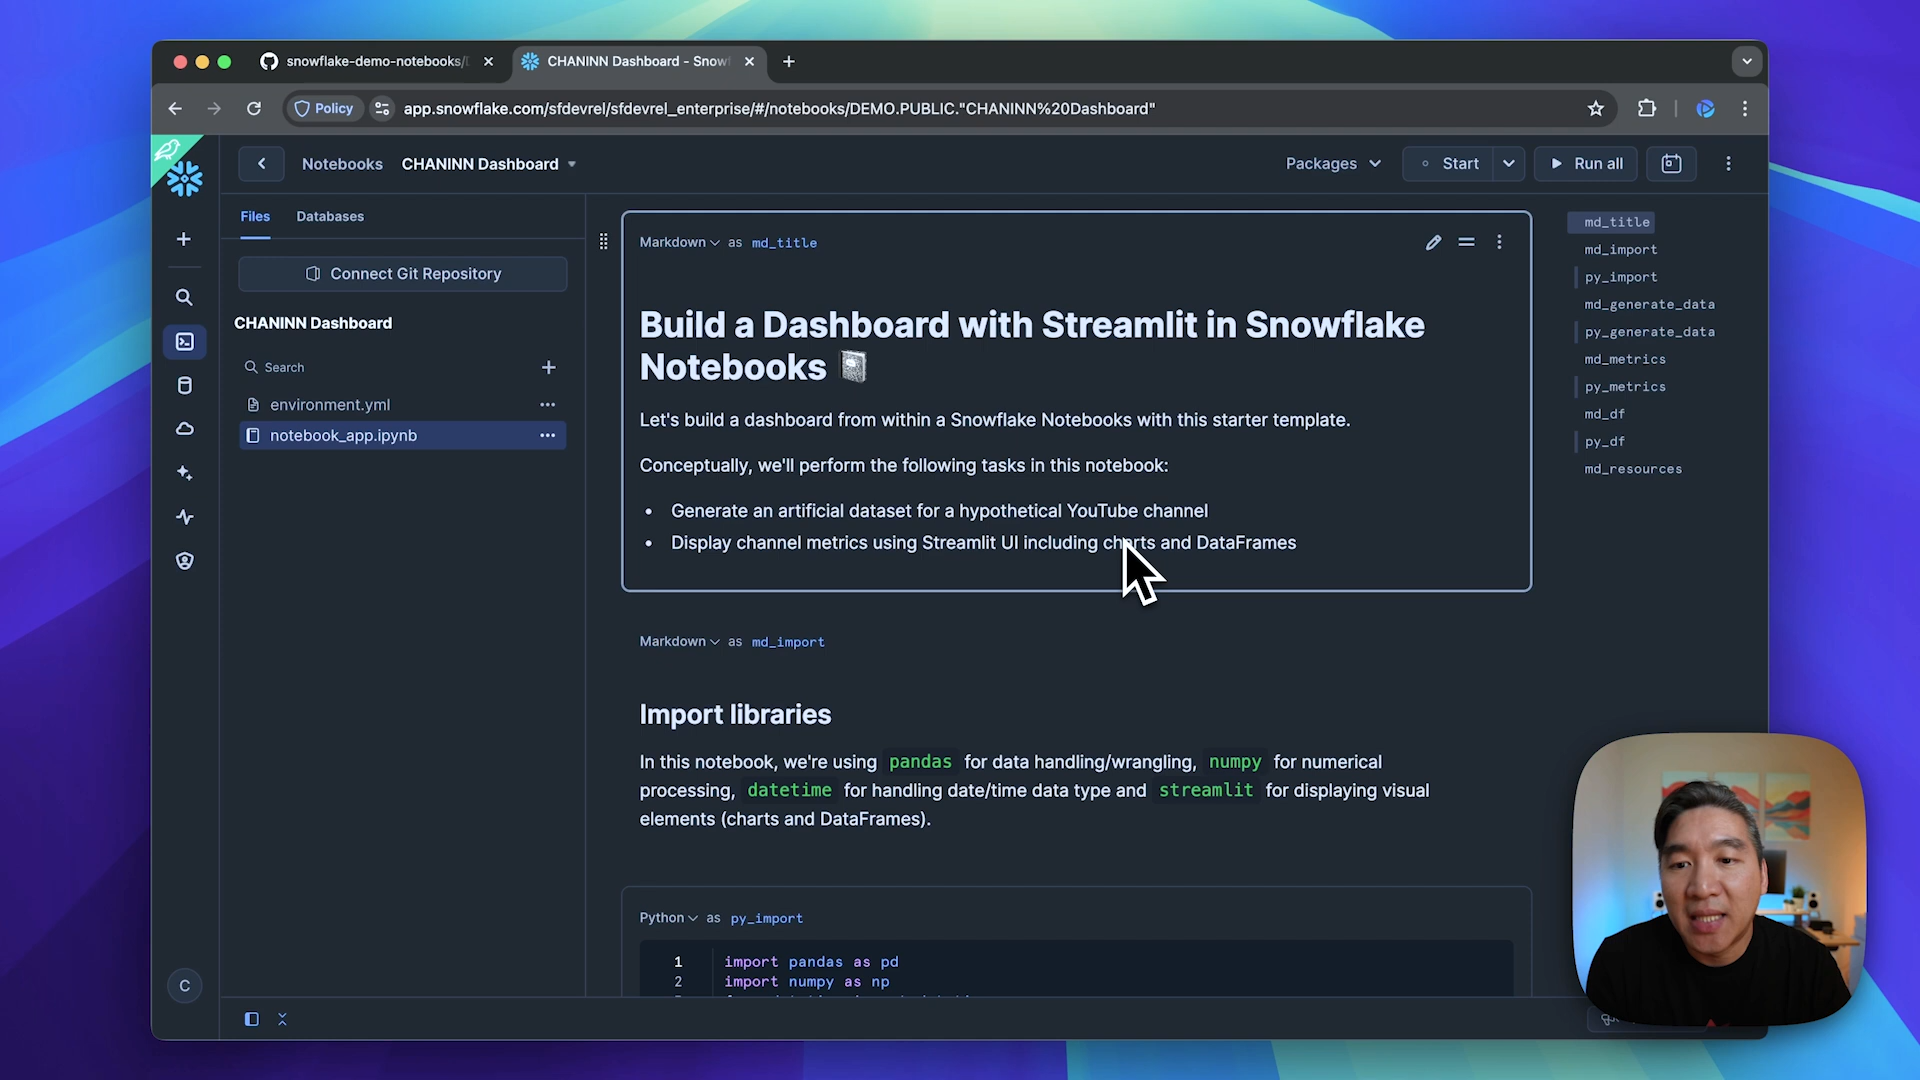 snowflake-demo-notebooks/
CHANINN Dashboard - Snow
Policy
app.snowflake.com/sfdevrel/sfdevrel_enterprise/#/notebooks/DEMO.PUBLIC."CHANINN%20Dashboard"
Notebooks
CHANINN Dashboard
Packages
Start
Run all
Files
Databases
Connect Git Repository
CHANINN Dashboard
Search
environment.yml
notebook_app.ipynb
C
Markdown as md_title
Build a Dashboard with Streamlit in Snowflake
Notebooks
Let's build a dashboard from within a Snowflake Notebooks with this starter template.
Conceptually, we'll perform the following tasks in this notebook:
• Generate an artificial dataset for a hypothetical YouTube channel
• Display channel metrics using Streamlit UI including charts and DataFrames
Markdown as md_import
Import libraries
In this notebook, we're using pandas for data handling/wrangling, numpy for numerical
processing, datetime for handling date/time data type and streamlit for displaying visual
elements (charts and DataFrames).
Python as py_import
1 import pandas as pd
2 import numpy as np
md_title
md_import
py_import
md_generate_data
py_generate_data
md_metrics
py_metrics
md_df
py_df
md_resources